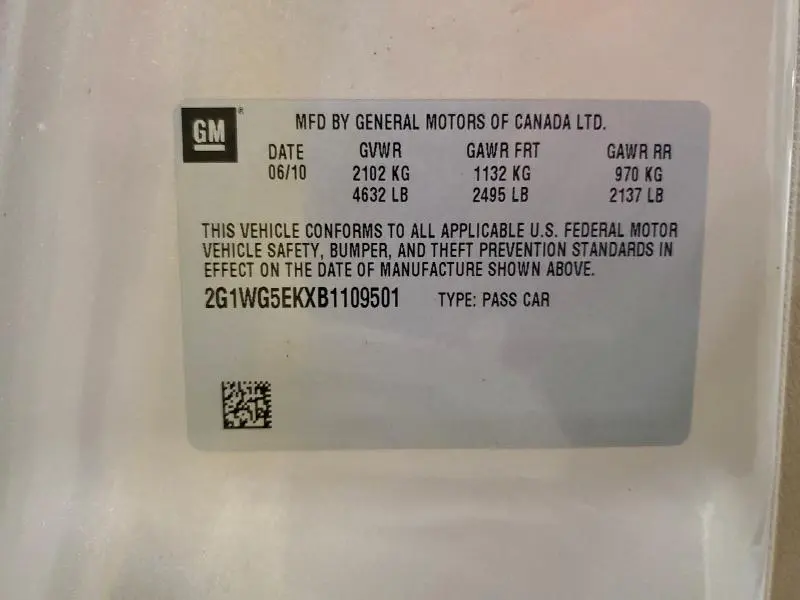 GM®
MFD BY GENERAL MOTORS OF CANADA LTD.
DATE GVWR GAWR FRT GAWR RR
06/10 2102 KG 1132 KG 970 KG
4632 LB 2495 LB 2137 LB
THIS VEHICLE CONFORMS TO ALL APPLICABLE U.S. FEDERAL MOTOR
VEHICLE SAFETY, BUMPER, AND THEFT PREVENTION STANDARDS IN
EFFECT ON THE DATE OF MANUFACTURE SHOWN ABOVE.
2G1WG5EKXB1109501 TYPE: PASS CAR